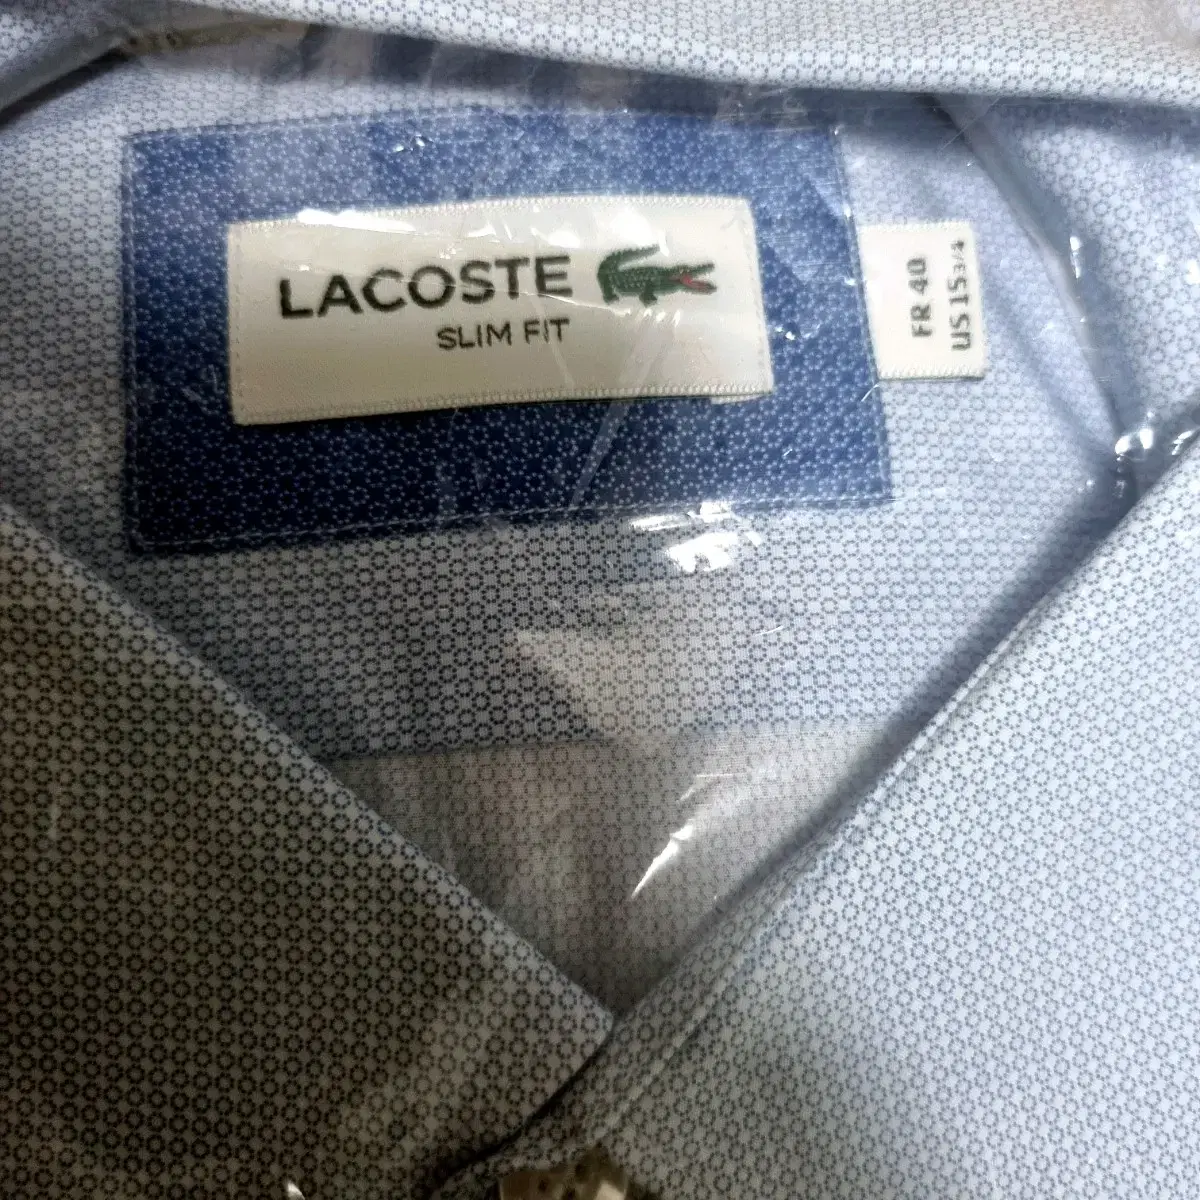 LACOSTE
SLIM FIT
FR 40
US 15 3/4